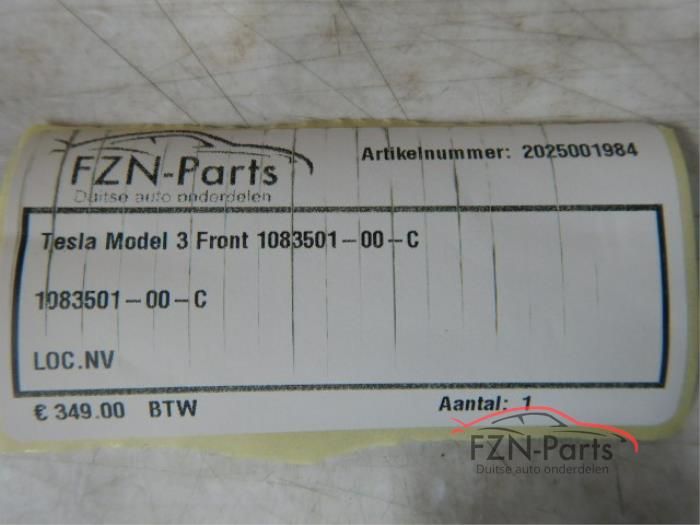 FZN-Parts
Duitse auto onderdelen
Artikelnummer: 2025001984
Tesla Model 3 Front 1083501-00-C
1083501-00-C
LOC.NV
€ 349.00 BTW
Aantal: 1
FZN-Parts
Duitse auto onderdelen